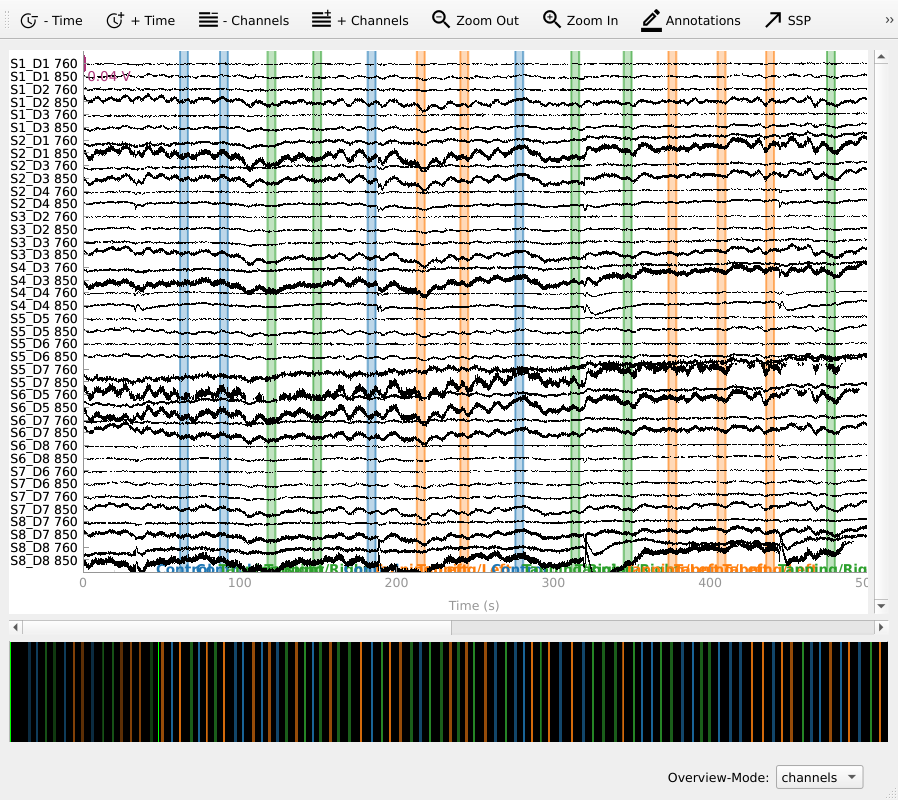 - Time + Time - Channels + Channels Zoom Out Zoom In Annotations SSP »
S1_D1 760
0.04 V
S1_D1 850
S1_D2 760
S1_D2 850
S1_D3 760
S1_D3 850
S2_D1 760
S2_D1 850
S2_D3 760
S2_D3 850
S2_D4 760
S2_D4 850
S3_D2 760
S3_D2 850
S3_D3 760
S3_D3 850
S4_D3 760
S4_D3 850
S4_D4 760
S4_D4 850
S5_D5 760
S5_D5 850
S5_D6 760
S5_D6 850
S5_D7 760
S5_D7 850
S6_D5 760
S6_D5 850
S6_D7 760
S6_D7 850
S6_D8 760
S6_D8 850
S7_D6 760
S7_D6 850
S7_D7 760
S7_D7 850
S8_D7 760
S8_D7 850
S8_D8 760
S8_D8 850
0 100 200 300 400 50
Time (s)
Overview-Mode: channels